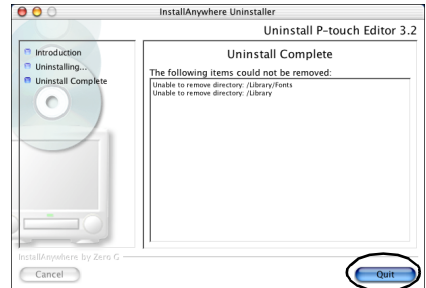 InstallAnywhere Uninstaller
Uninstall P-touch Editor 3.2
Introduction
Uninstalling...
Uninstall Complete
Uninstall Complete
The following items could not be removed:
Unable to remove directory: /Library/Fonts
Unable to remove directory: /Library
InstallAnywhere by Zero G
Cancel
Quit